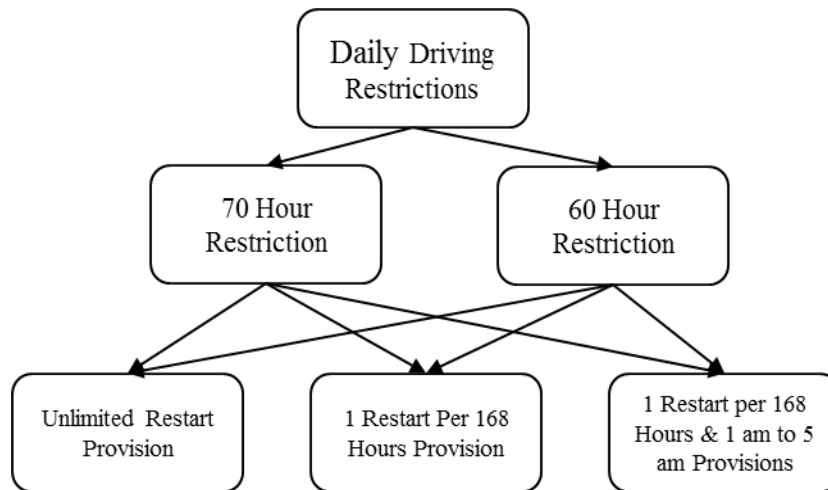 Daily Driving
Restrictions
70 Hour
Restriction
60 Hour
Restriction
Unlimited Restart
Provision
1 Restart Per 168
Hours Provision
1 Restart per 168
Hours & 1 am to 5
am Provisions